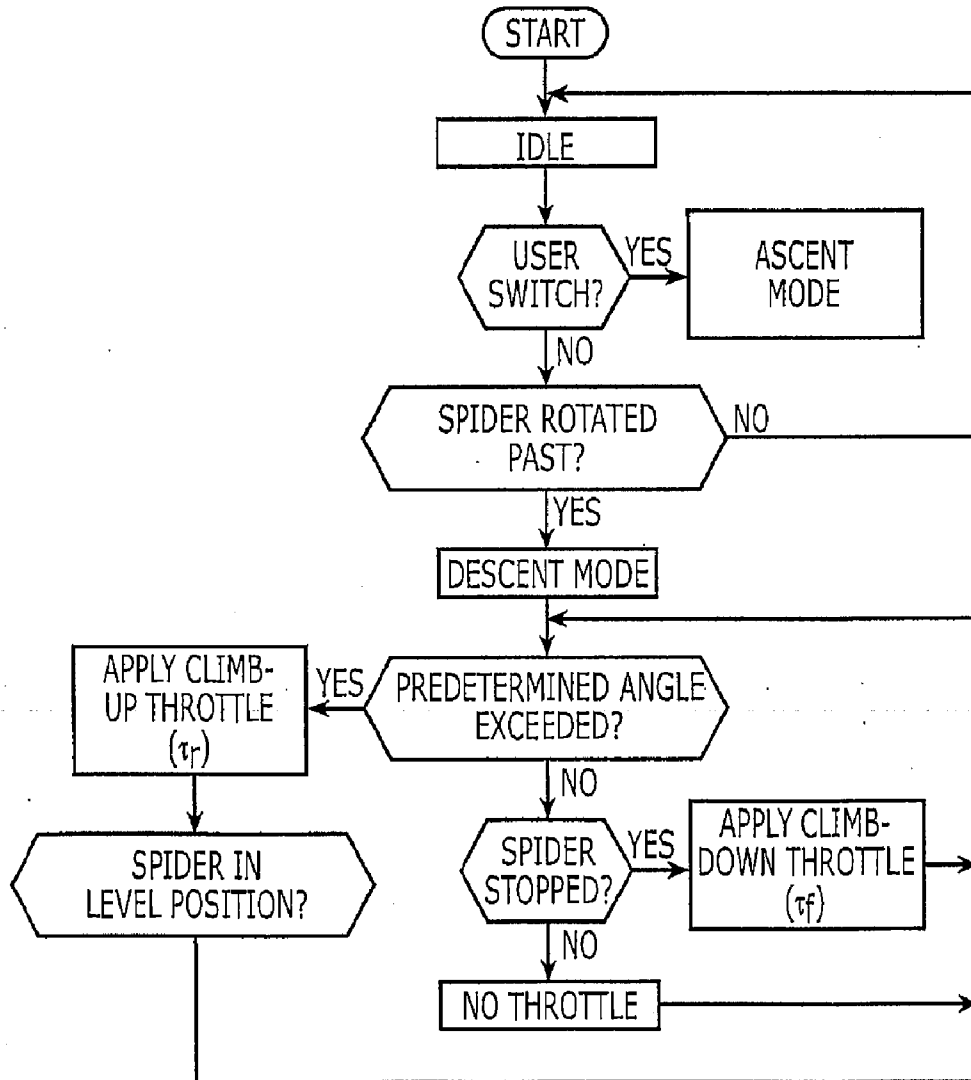 START
IDLE
USER
SWITCH?
YES
ASCENT
MODE
NO
SPIDER ROTATED
PAST?
NO
YES
DESCENT MODE
APPLY CLIMB-
UP THROTTLE
(τr)
YES
PREDETERMINED ANGLE
EXCEEDED?
NO
SPIDER IN
LEVEL POSITION?
SPIDER
STOPPED?
YES
APPLY CLIMB-
DOWN THROTTLE
(τf)
NO
NO THROTTLE